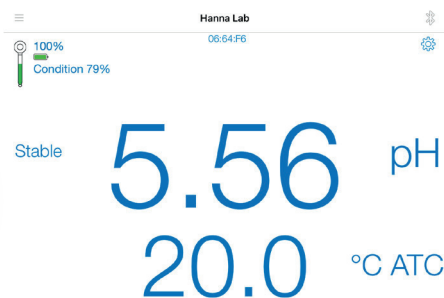 Hanna Lab
06:64:F6
100%
Condition 79%
Stable
5.56 pH
20.0 °C ATC